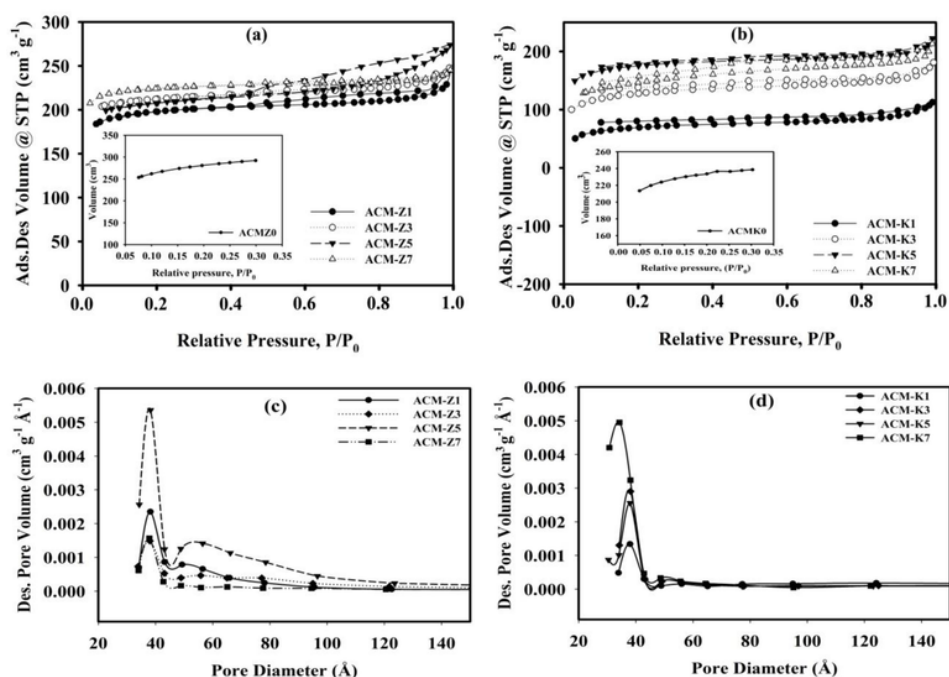 (a)
Ads.Des Volume @ STP (cm³ g⁻¹)
300
250
200
150
100
50
0
Volume (cm³)
350
300
250
200
150
100
0.05 0.10 0.15 0.20 0.25 0.30 0.35
Relative pressure, P/P₀
ACMZ0
ACM-Z1
ACM-Z3
ACM-Z5
ACM-Z7
0.0 0.2 0.4 0.6 0.8 1.0
Relative Pressure, P/P₀
(b)
Ads.Des Volume @ STP (cm³ g⁻¹)
200
100
0
-100
-200
Volume (cm³)
240
220
200
180
160
0.00 0.05 0.10 0.15 0.20 0.25 0.30 0.35
Relative pressure, (P/P₀)
ACMK0
ACM-K1
ACM-K3
ACM-K5
ACM-K7
0.0 0.2 0.4 0.6 0.8 1.0
Relative Pressure, P/P₀
(c)
Des. Pore Volume (cm³ g⁻¹ Å⁻¹)
0.006
0.005
0.004
0.003
0.002
0.001
0.000
ACM-Z1
ACM-Z3
ACM-Z5
ACM-Z7
20 40 60 80 100 120 140
Pore Diameter (Å)
(d)
Des. Pore Volume (cm³ g⁻¹ Å⁻¹)
0.006
0.005
0.004
0.003
0.002
0.001
0.000
ACM-K1
ACM-K3
ACM-K5
ACM-K7
20 40 60 80 100 120 140
Pore Diameter (Å)